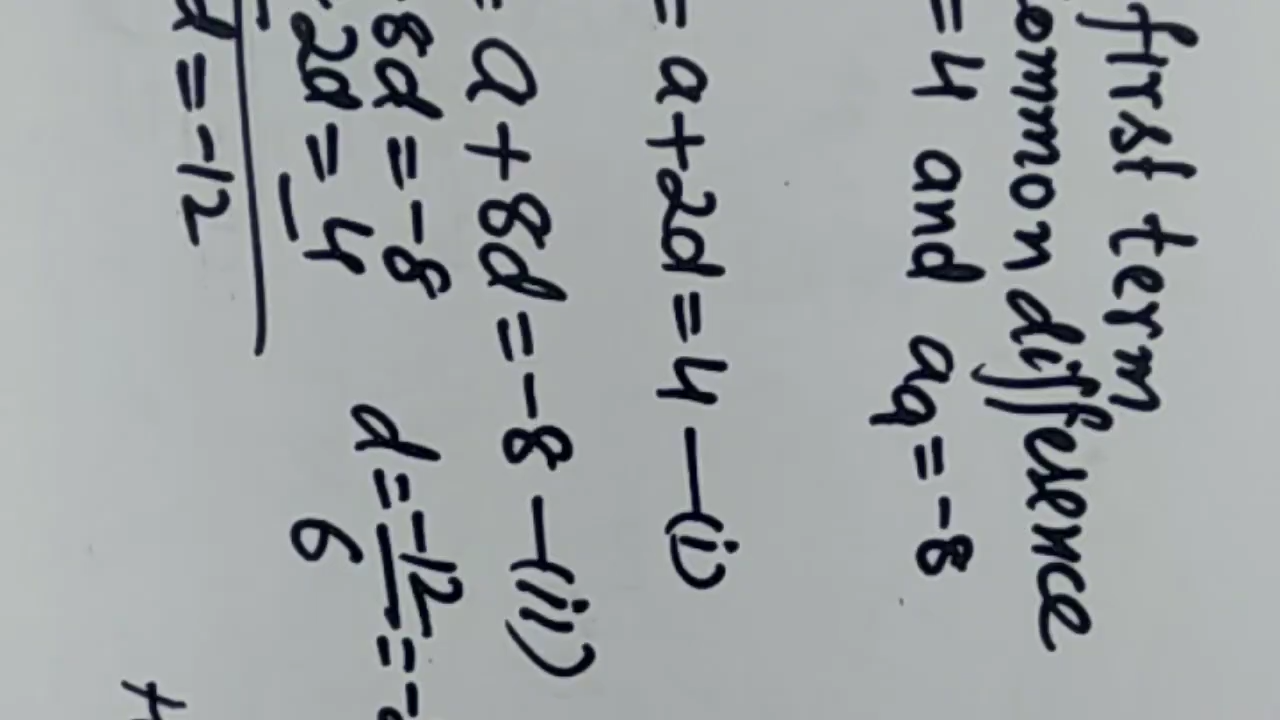 first term
ommon difference
= 4 and a9 = -8
= a + 2d = 4 —(i)
= a + 8d = -8 —(ii)
8d = -8
2d = 4
d = -12/6 = -
d = -12